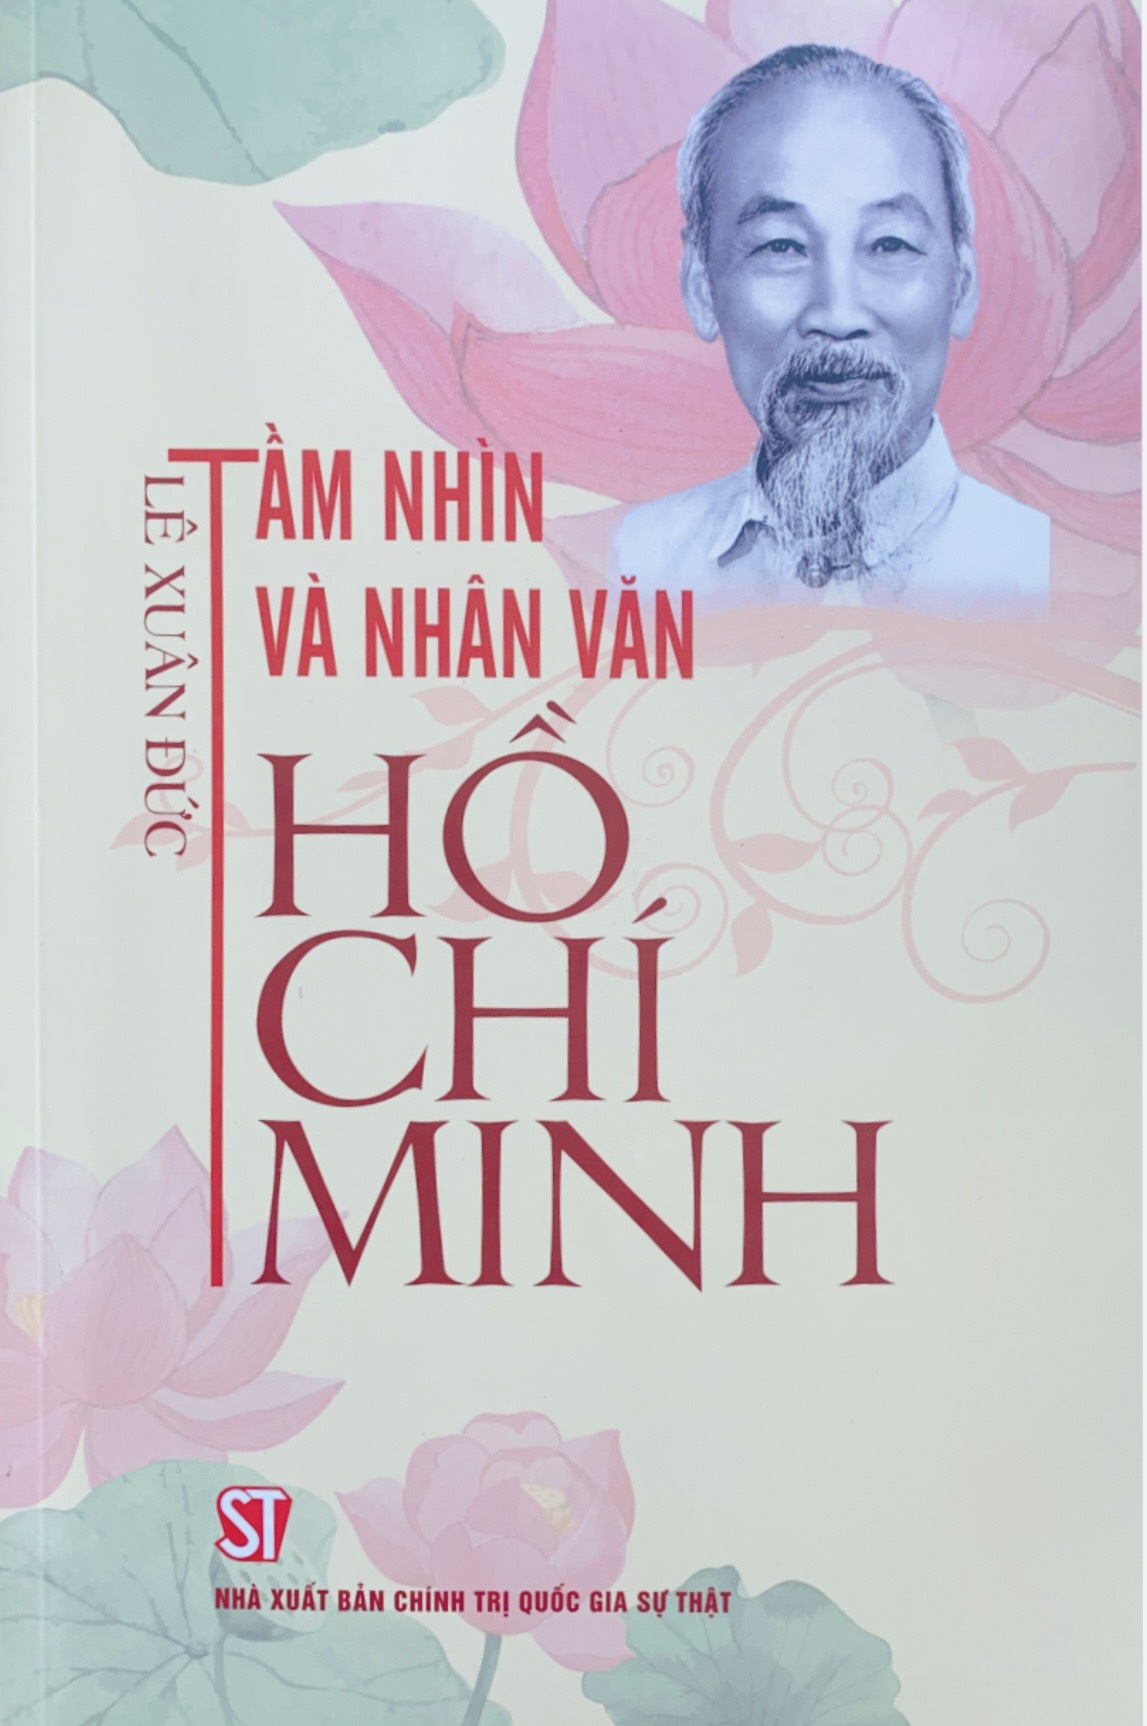 LÊ XUÂN ĐỨC
TẦM NHÌN
VÀ NHÂN VĂN
HỒ
CHÍ
MINH
ST
NHÀ XUẤT BẢN CHÍNH TRỊ QUỐC GIA SỰ THẬT